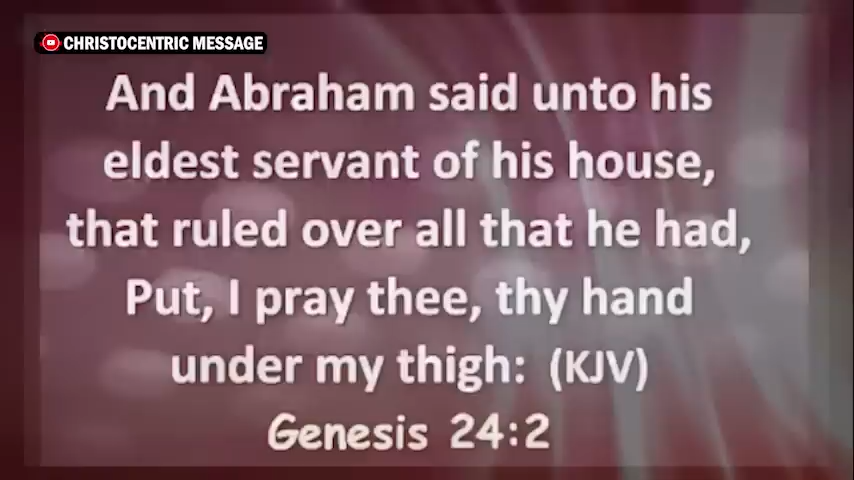 CHRISTOCENTRIC MESSAGE
And Abraham said unto his
eldest servant of his house,
that ruled over all that he had,
Put, I pray thee, thy hand
under my thigh: (KJV)
Genesis 24:2